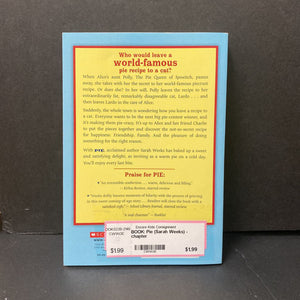 Who would leave a
world-famous
pie recipe to a cat?
When Alice's aunt Polly, The Pie Queen of Ipswitch, passes
away, she takes with her the secret to her world-famous piecrust
recipe. Or does she? In her will, Polly leaves the recipe to her
extraordinarily fat, remarkably disagreeable cat, Lardo . . . and
then leaves Lardo in the care of Alice.
Suddenly, the whole town is wondering how you leave a recipe to
a cat. Everyone wants to be the next big pie-contest winner, and
it's making them pie crazy. It's up to Alice and her friend Charlie
to put the pieces together and discover the not-so-secret recipe
for happiness: Friendship. Family. And the pleasure of doing
something for the right reason.
With PIE, acclaimed author Sarah Weeks has baked up a sweet
and satisfying delight, as inviting as warm pie on a cold day.
You'll enjoy every last bite.
Praise for PIE:
Kirkus Reviews, starred review
Encore Kids Consignment
BOOK: Pie (Sarah Weeks) -
chapter
$1.99
$1.99